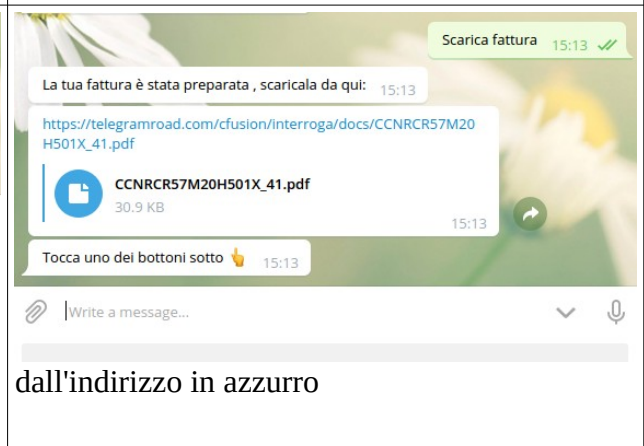 Scarica fattura 15:13
La tua fattura è stata preparata , scaricala da qui: 15:13
https://telegramroad.com/cfusion/interroga/docs/CCNRCR57M20
H501X_41.pdf
CCNRCR57M20H501X_41.pdf
30.9 KB
15:13
Tocca uno dei bottoni sotto 👆 15:13
Write a message...
dall'indirizzo in azzurro